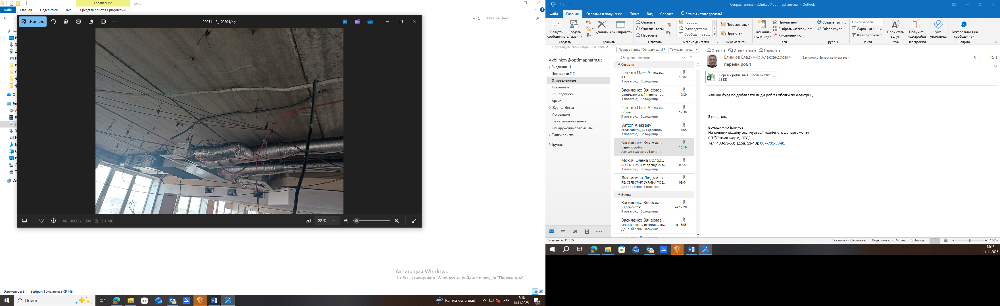 Управление
фото
Файл
Главная
Поделиться
Вид
Средства работы с рисунками
Поиск в: фото
Изменить
20251113_102304.jpg
4000 x 3000
3.1 МБ
22 %
Активация Windows
Чтобы активировать Windows, перейдите в раздел "Параметры".
Элементов: 8
Выбран 1 элемент: 3,09 МБ
Поиск
Rain/snow ahead
УКР
13:18
14.11.2025
22
Отправленные - vblinkov@optimapharm.ua - Outlook
Файл
Главная
Отправка и получение
Папка
Вид
Справка
Что вы хотите сделать?
Создать сообщение
Создать элемент
Создать
Удалить
Архивировать
Удалить
Ответить
Ответить всем
Переслать
Ответить
Важные
Руководителю
Сообщение гр...
Быстрые действия
Переместить
Правила
Переместить
Назначить политику
Прочитано?
Выбрать категорию
К исполнению
Теги
Создать группу
Обзор групп
Группы
Поиск людей
Адресная книга
Фильтр почты
Найти
Прочитать вслух
Речь
Получить надстройки
Надстройки
Viva Аналитика
Пожаловаться на сообщение
Защита
Перетащите свои избранные папк
vblinkov@optimapharm.ua
Входящие 4
Черновики [15]
Отправленные
Удаленные
RSS-подписки
Архив
Журнал бесед
Исходящие
Нежелательная почта
Обнаруженные элементы
Папки поиска
Группы
Поиск в папке "Отправле...
Текущая папка
Отправленные
Сегодня
Патюта Олег Алексе...
в ТЗ 13:02
З повагою, Володимир
Василенко Вячеслав ...
окончательный перечень ... 12:39
З повагою, Володимир
Патюта Олег Алексе...
объём 12:38
З повагою, Володимир
'Anton Alekseev'
согласовать ДС к договору 11:05
З повагою, Володимир
Василенко Вячеслав ...
перелік робіт 10:16
Але ще будемо добавляти
Мокич Олена Волод...
RE: 11.11.25 Акт оренда скл... 09:22
З повагою, Володимир
Литвинова Людмила...
RE: СЕРВІСЛІФТ УКРАЇНА ТОВ... 09:04
Доброе утро! З повагою,
Вчера
Василенко Вячеслав ...
ТЗ демонтаж чт 17:20
З повагою, Володимир
Василенко Вячеслав ...
срочно нужна история цен... чт 15:05
Добрый день! Запускаю
Ответить
Ответить всем
Переслать
Блинков Владимир Александрович
Василенко Вячеслав Алексеевич
1
10:16
перелік робіт
Перелік робіт на 1-8 поверх.xlsx
21 KB
Але ще будемо добавляти види робіт і обсяги по електриці
З повагою,
Володимир Блінков
Начальник відділу експлуатації технічного департаменту
СП “Оптіма-Фарм, ЛТД”
Тел. 490-53-53; (дод. 13-49); 067-791-58-81
Элементы: 11 555
Все папки обновлены.
Подключено к: Microsoft Exchange
100%
13:18
14.11.2025